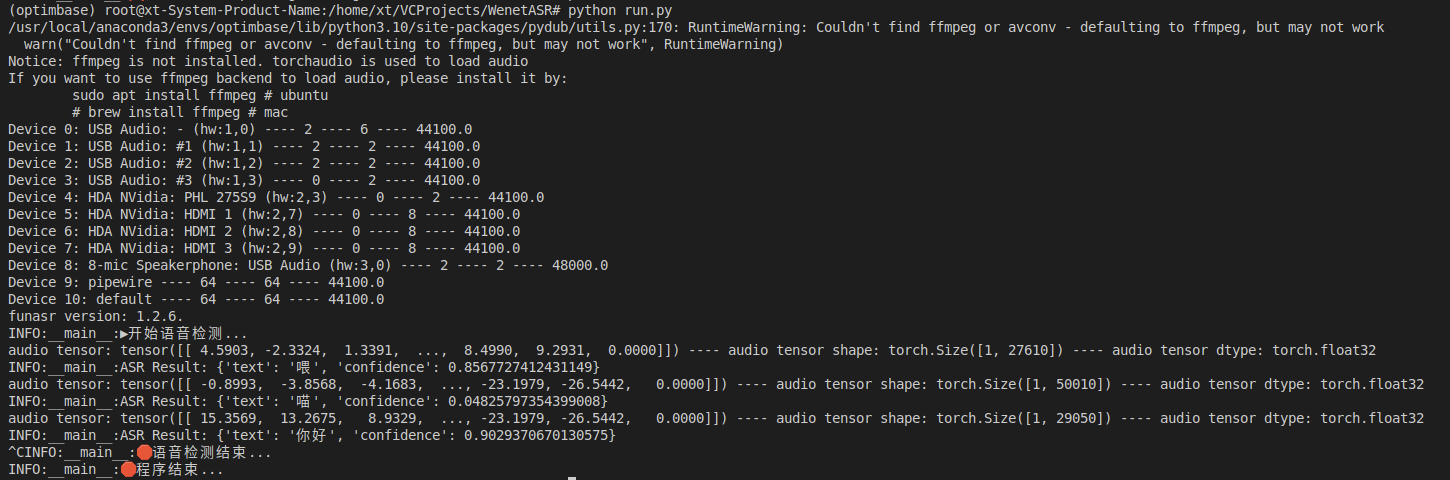 (optimbase) root@xt-System-Product-Name:/home/xt/VCProjects/WenetASR# python run.py
/usr/local/anaconda3/envs/optimbase/lib/python3.10/site-packages/pydub/utils.py:170: RuntimeWarning: Couldn't find ffmpeg or avconv - defaulting to ffmpeg, but may not work
  warn("Couldn't find ffmpeg or avconv - defaulting to ffmpeg, but may not work", RuntimeWarning)
Notice: ffmpeg is not installed. torchaudio is used to load audio
If you want to use ffmpeg backend to load audio, please install it by:
        sudo apt install ffmpeg # ubuntu
        # brew install ffmpeg # mac
Device 0: USB Audio: - (hw:1,0) ---- 2 ---- 6 ---- 44100.0
Device 1: USB Audio: #1 (hw:1,1) ---- 2 ---- 2 ---- 44100.0
Device 2: USB Audio: #2 (hw:1,2) ---- 2 ---- 2 ---- 44100.0
Device 3: USB Audio: #3 (hw:1,3) ---- 0 ---- 2 ---- 44100.0
Device 4: HDA NVidia: PHL 275S9 (hw:2,3) ---- 0 ---- 2 ---- 44100.0
Device 5: HDA NVidia: HDMI 1 (hw:2,7) ---- 0 ---- 8 ---- 44100.0
Device 6: HDA NVidia: HDMI 2 (hw:2,8) ---- 0 ---- 8 ---- 44100.0
Device 7: HDA NVidia: HDMI 3 (hw:2,9) ---- 0 ---- 8 ---- 44100.0
Device 8: 8-mic Speakerphone: USB Audio (hw:3,0) ---- 2 ---- 2 ---- 48000.0
Device 9: pipewire ---- 64 ---- 64 ---- 44100.0
Device 10: default ---- 64 ---- 64 ---- 44100.0
funasr version: 1.2.6.
INFO:__main__:▶开始语音检测...
audio tensor: tensor([[ 4.5903, -2.3324,  1.3391,  ...,  8.4990,  9.2931,  0.0000]]) ---- audio tensor shape: torch.Size([1, 27610]) ---- audio tensor dtype: torch.float32
INFO:__main__:ASR Result: {'text': '喂', 'confidence': 0.8567727412431149}
audio tensor: tensor([[ -0.8993,  -3.8568,  -4.1683,  ..., -23.1979, -26.5442,   0.0000]]) ---- audio tensor shape: torch.Size([1, 50010]) ---- audio tensor dtype: torch.float32
INFO:__main__:ASR Result: {'text': '喵', 'confidence': 0.04825797354399008}
audio tensor: tensor([[ 15.3569,  13.2675,   8.9329,  ..., -23.1979, -26.5442,   0.0000]]) ---- audio tensor shape: torch.Size([1, 29050]) ---- audio tensor dtype: torch.float32
INFO:__main__:ASR Result: {'text': '你好', 'confidence': 0.9029370670130575}
^CINFO:__main__:🛑语音检测结束...
INFO:__main__:🛑程序结束...